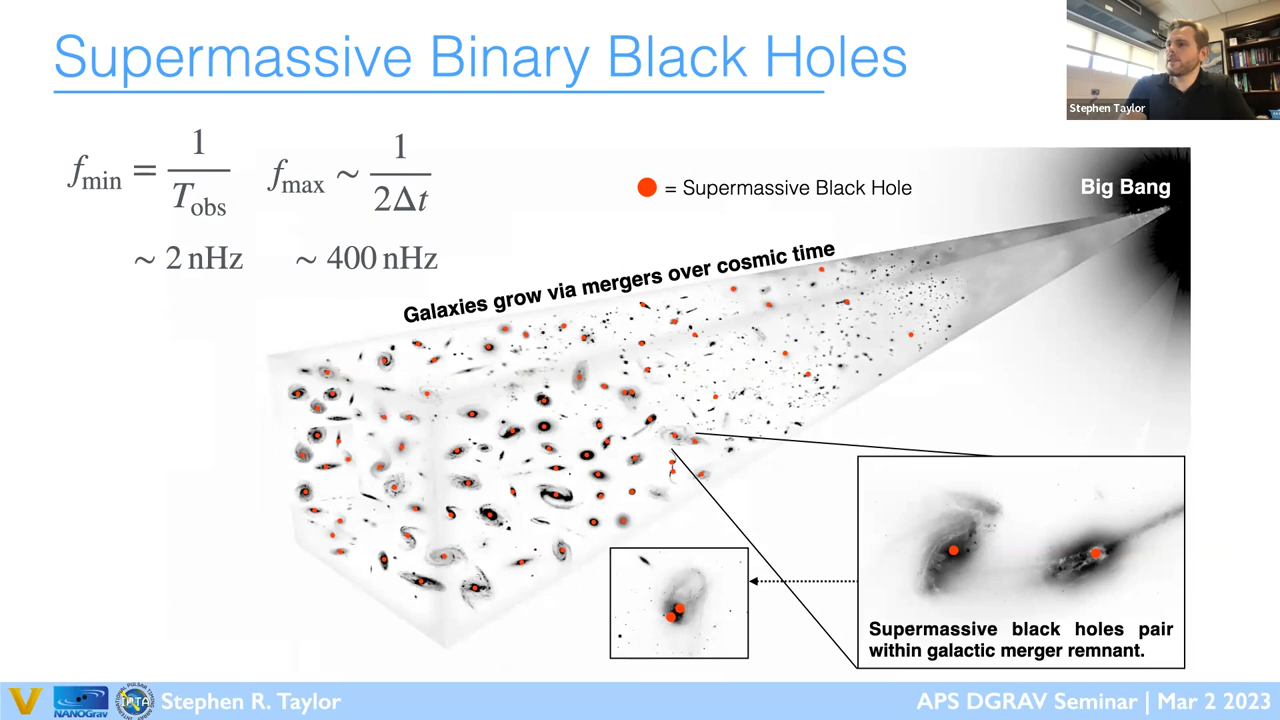 Supermassive Binary Black Holes
Stephen Taylor
f_min = 1 / T_obs
f_max ~ 1 / 2Δt
~ 2 nHz
~ 400 nHz
= Supermassive Black Hole
Big Bang
Galaxies grow via mergers over cosmic time
Supermassive black holes pair
within galactic merger remnant.
V
NANOGrav
IPTA
Stephen R. Taylor
APS DGRAV Seminar | Mar 2 2023